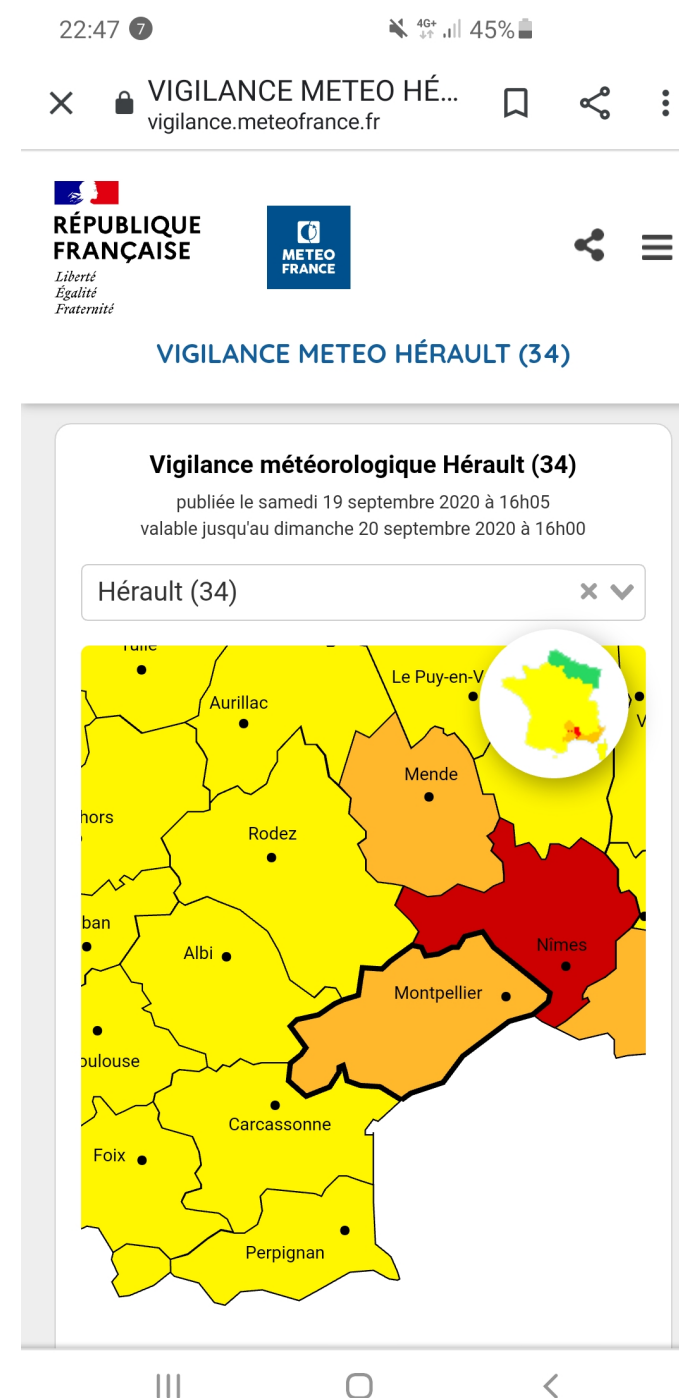 22:47 7 4G+ 45%
VIGILANCE METEO HÉ...
vigilance.meteofrance.fr
RÉPUBLIQUE
FRANÇAISE
Liberté
Égalité
Fraternité
METEO
FRANCE
VIGILANCE METEO HÉRAULT (34)
Vigilance météorologique Hérault (34)
publiée le samedi 19 septembre 2020 à 16h05
valable jusqu'au dimanche 20 septembre 2020 à 16h00
Hérault (34)
Le Puy-en-V
Aurillac
V
Mende
hors
Rodez
ban
Nîmes
Albi
Montpellier
oulouse
Carcassonne
Foix
Perpignan